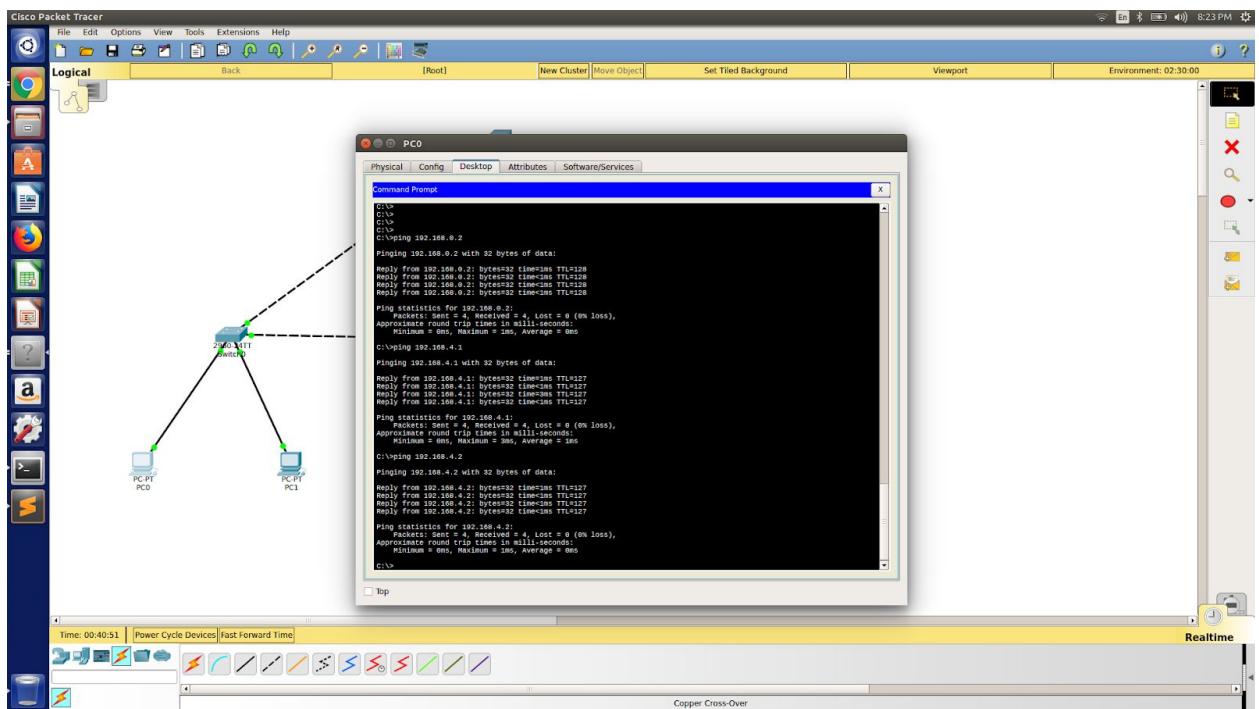 Cisco Packet Tracer
En
8:23 PM
File Edit Options View Tools Extensions Help
Logical
Back
[Root]
New Cluster
Move Object
Set Tiled Background
Viewport
Environment: 02:30:00
PC0
Physical
Config
Desktop
Attributes
Software/Services
Command Prompt
X
C:\>
C:\>
C:\>
C:\>
C:\>ping 192.168.0.2
Pinging 192.168.0.2 with 32 bytes of data:
Reply from 192.168.0.2: bytes=32 time=1ms TTL=128
Reply from 192.168.0.2: bytes=32 time<1ms TTL=128
Reply from 192.168.0.2: bytes=32 time<1ms TTL=128
Reply from 192.168.0.2: bytes=32 time<1ms TTL=128
Ping statistics for 192.168.0.2:
Packets: Sent = 4, Received = 4, Lost = 0 (0% loss),
Approximate round trip times in milli-seconds:
Minimum = 0ms, Maximum = 1ms, Average = 0ms
C:\>ping 192.168.4.1
Pinging 192.168.4.1 with 32 bytes of data:
Reply from 192.168.4.1: bytes=32 time=1ms TTL=127
Reply from 192.168.4.1: bytes=32 time<1ms TTL=127
Reply from 192.168.4.1: bytes=32 time=3ms TTL=127
Reply from 192.168.4.1: bytes=32 time<1ms TTL=127
Ping statistics for 192.168.4.1:
Packets: Sent = 4, Received = 4, Lost = 0 (0% loss),
Approximate round trip times in milli-seconds:
Minimum = 0ms, Maximum = 3ms, Average = 1ms
C:\>ping 192.168.4.2
Pinging 192.168.4.2 with 32 bytes of data:
Reply from 192.168.4.2: bytes=32 time=1ms TTL=127
Reply from 192.168.4.2: bytes=32 time<1ms TTL=127
Reply from 192.168.4.2: bytes=32 time<1ms TTL=127
Reply from 192.168.4.2: bytes=32 time<1ms TTL=127
Ping statistics for 192.168.4.2:
Packets: Sent = 4, Received = 4, Lost = 0 (0% loss),
Approximate round trip times in milli-seconds:
Minimum = 0ms, Maximum = 1ms, Average = 0ms
C:\>
Top
2960-24TT
Switch0
PC-PT
PC0
PC-PT
PC1
Time: 00:40:51
Power Cycle Devices
Fast Forward Time
Realtime
Copper Cross-Over